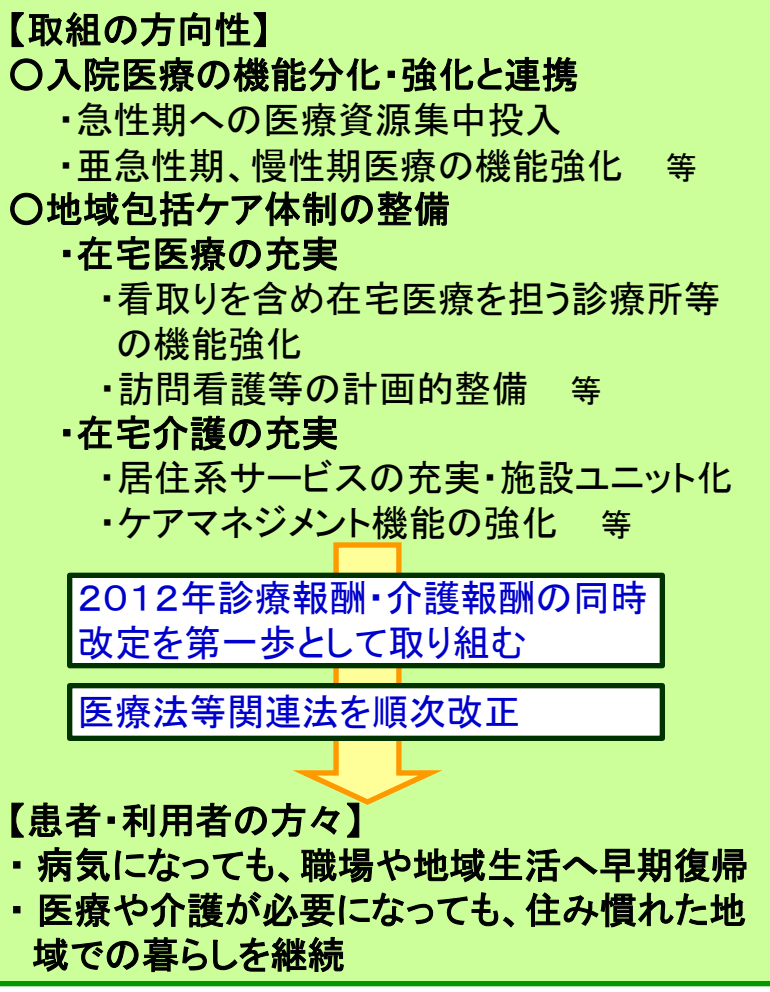 【取組の方向性】
○入院医療の機能分化・強化と連携
・急性期への医療資源集中投入
・亜急性期、慢性期医療の機能強化　等
○地域包括ケア体制の整備
・在宅医療の充実
・看取りを含め在宅医療を担う診療所等
の機能強化
・訪問看護等の計画的整備　等
・在宅介護の充実
・居住系サービスの充実・施設ユニット化
・ケアマネジメント機能の強化　等
２０１２年診療報酬・介護報酬の同時
改定を第一歩として取り組む
医療法等関連法を順次改正
【患者・利用者の方々】
・ 病気になっても、職場や地域生活へ早期復帰
・ 医療や介護が必要になっても、住み慣れた地
域での暮らしを継続